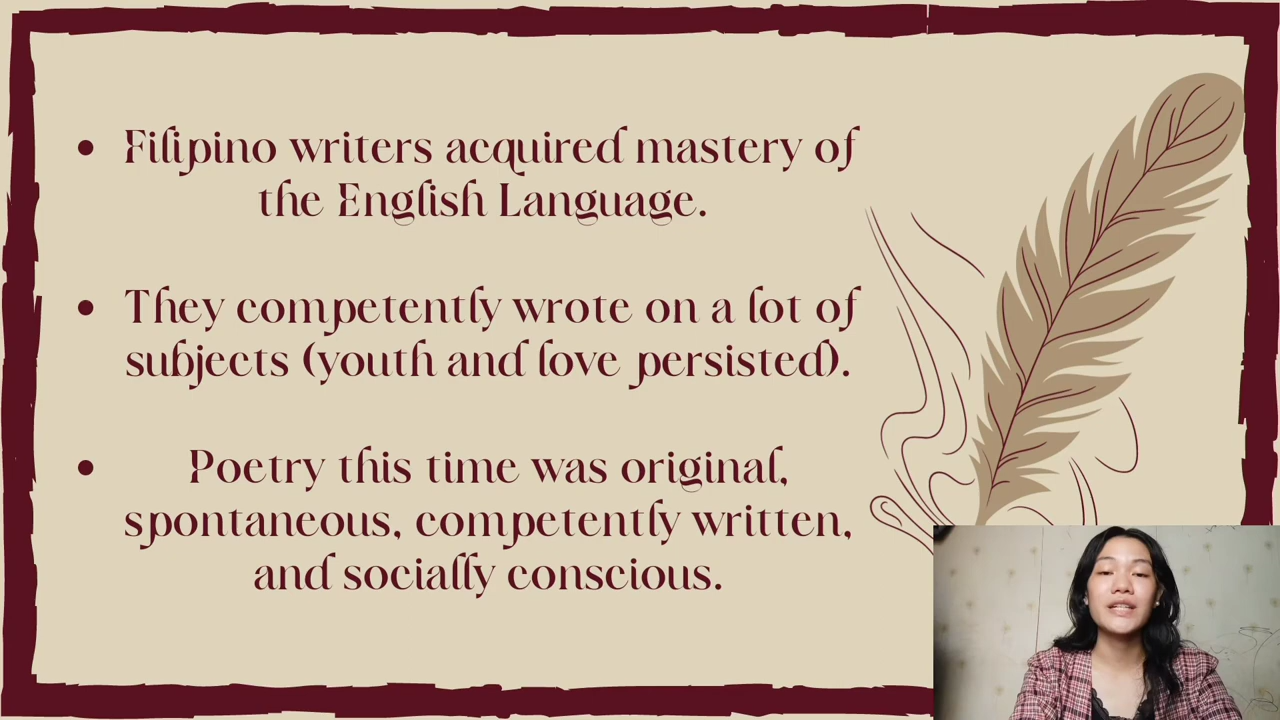 • Filipino writers acquired mastery of
the English Language.
• They competently wrote on a lot of
subjects (youth and love persisted).
• Poetry this time was original,
spontaneous, competently written,
and socially conscious.